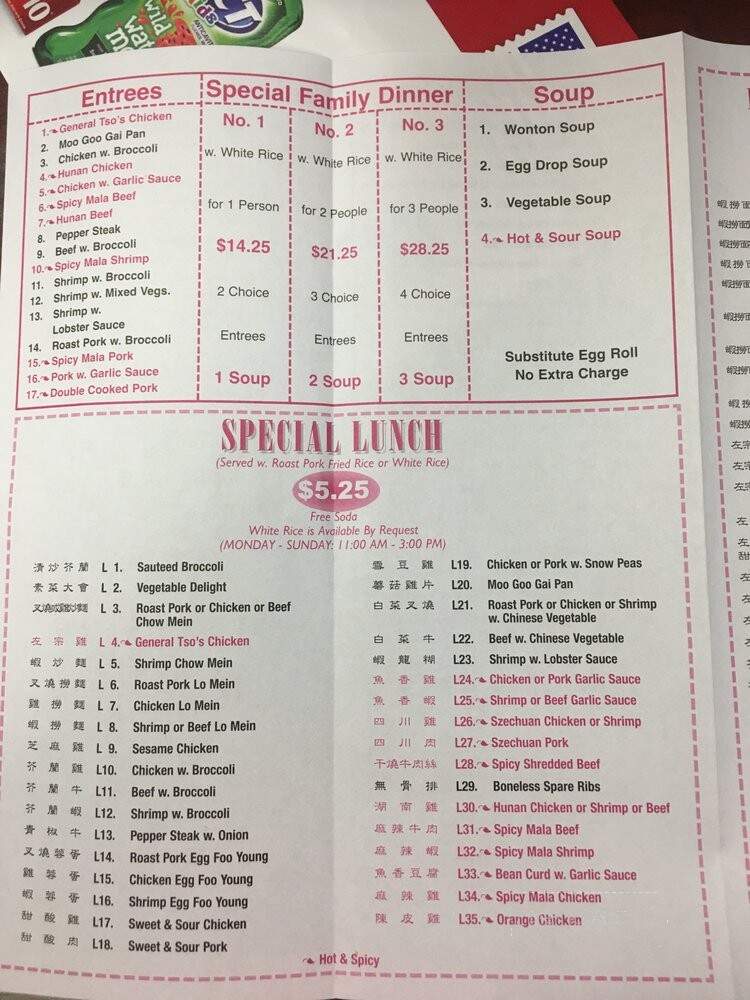 10
wild
wat
Entrees
1. General Tso's Chicken
2. Moo Goo Gai Pan
3. Chicken w. Broccoli
4. Hunan Chicken
5. Chicken w. Garlic Sauce
6. Spicy Mala Beef
7. Hunan Beef
8. Pepper Steak
9. Beef w. Broccoli
10. Spicy Mala Shrimp
11. Shrimp w. Broccoli
12. Shrimp w. Mixed Vegs.
13. Shrimp w.
Lobster Sauce
14. Roast Pork w. Broccoli
15. Spicy Mala Pork
16. Pork w. Garlic Sauce
17. Double Cooked Pork
Special Family Dinner
No. 1
w. White Rice
for 1 Person
$14.25
2 Choice
Entrees
1 Soup
No. 2
w. White Rice
for 2 People
$21.25
3 Choice
Entrees
2 Soup
No. 3
w. White Rice
for 3 People
$28.25
4 Choice
Entrees
3 Soup
Soup
1. Wonton Soup
2. Egg Drop Soup
3. Vegetable Soup
4. Hot & Sour Soup
Substitute Egg Roll
No Extra Charge
SPECIAL LUNCH
(Served w. Roast Pork Fried Rice or White Rice)
$5.25
Free Soda
White Rice is Available By Request
(MONDAY - SUNDAY: 11:00 AM - 3:00 PM)
清炒芥蘭 L 1. Sauteed Broccoli
素菜大會 L 2. Vegetable Delight
L 3. Roast Pork or Chicken or Beef
Chow Mein
左宗雞 L 4. General Tso's Chicken
蝦炒麵 L 5. Shrimp Chow Mein
叉燒撈麵 L 6. Roast Pork Lo Mein
雞撈麵 L 7. Chicken Lo Mein
蝦撈麵 L 8. Shrimp or Beef Lo Mein
芝麻雞 L 9. Sesame Chicken
芥蘭雞 L10. Chicken w. Broccoli
芥蘭牛 L11. Beef w. Broccoli
芥蘭蝦 L12. Shrimp w. Broccoli
青椒牛 L13. Pepper Steak w. Onion
叉燒蓉蛋 L14. Roast Pork Egg Foo Young
雞蓉蛋 L15. Chicken Egg Foo Young
蝦蓉蛋 L16. Shrimp Egg Foo Young
甜酸雞 L17. Sweet & Sour Chicken
甜酸肉 L18. Sweet & Sour Pork
雪豆雞 L19. Chicken or Pork w. Snow Peas
蘑菇雞片 L20. Moo Goo Gai Pan
白菜叉燒 L21. Roast Pork or Chicken or Shrimp
w. Chinese Vegetable
白菜牛 L22. Beef w. Chinese Vegetable
蝦龍糊 L23. Shrimp w. Lobster Sauce
魚香雞 L24. Chicken or Pork Garlic Sauce
魚香蝦 L25. Shrimp or Beef Garlic Sauce
四川雞 L26. Szechuan Chicken or Shrimp
四川肉 L27. Szechuan Pork
干燒牛肉絲 L28. Spicy Shredded Beef
無骨排 L29. Boneless Spare Ribs
湖南雞 L30. Hunan Chicken or Shrimp or Beef
麻辣牛肉 L31. Spicy Mala Beef
麻辣蝦 L32. Spicy Mala Shrimp
魚香豆腐 L33. Bean Curd w. Garlic Sauce
麻辣雞 L34. Spicy Mala Chicken
陳皮雞 L35. Orange Chicken
Hot & Spicy